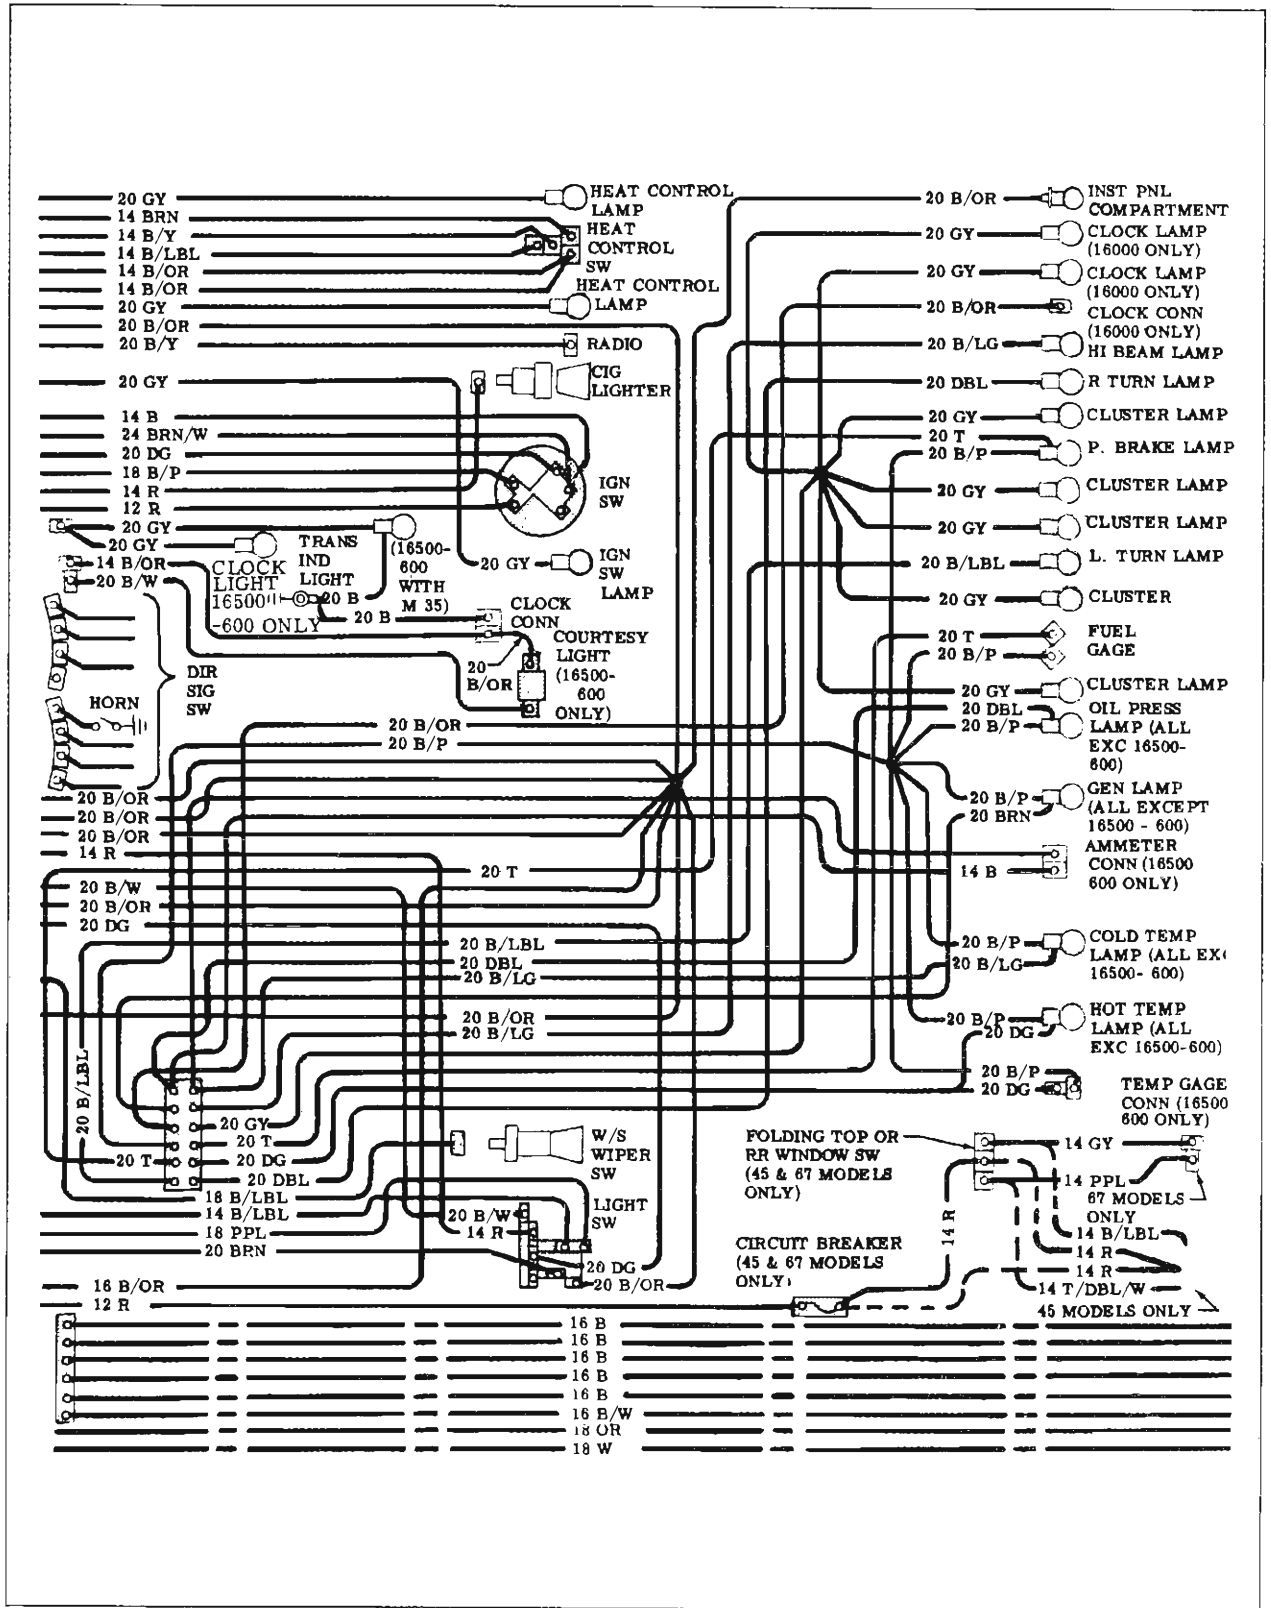 20 GY
HEAT CONTROL
LAMP
14 BRN
14 B/Y
14 B/LBL
14 B/OR
14 B/OR
HEAT
CONTROL
SW
20 GY
HEAT CONTROL
LAMP
20 B/OR
20 B/Y
RADIO
20 GY
CIG
LIGHTER
14 B
24 BRN/W
20 DG
18 B/P
14 R
12 R
IGN
SW
20 GY
20 GY
14 B/OR
20 B/W
CLOCK
LIGHT
16500
-600 ONLY
TRANS
IND
LIGHT
20 B
20 B
(16500-
600
WITH
M 35)
20 GY
IGN
SW
LAMP
CLOCK
CONN
20
B/OR
COURTESY
LIGHT
(16500-
600
ONLY)
DIR
SIG
SW
HORN
20 B/OR
20 B/P
20 B/OR
20 B/OR
20 B/OR
14 R
20 T
20 B/W
20 B/OR
20 DG
20 B/LBL
20 DBL
20 B/LG
20 B/OR
20 B/LG
20 B/LBL
20 GY
20 T
20 T
20 DG
20 DBL
18 B/LBL
14 B/LBL
18 PPL
20 BRN
W/S
WIPER
SW
LIGHT
SW
20 B/W
14 R
20 DG
20 B/OR
16 B/OR
12 R
20 B/OR
INST PNL
COMPARTMENT
20 GY
CLOCK LAMP
(16000 ONLY)
20 GY
CLOCK LAMP
(16000 ONLY)
20 B/OR
CLOCK CONN
(16000 ONLY)
20 B/LG
HI BEAM LAMP
20 DBL
R TURN LAMP
20 GY
CLUSTER LAMP
20 T
20 B/P
P. BRAKE LAMP
20 GY
CLUSTER LAMP
20 GY
CLUSTER LAMP
20 B/LBL
L. TURN LAMP
20 GY
CLUSTER
20 T
20 B/P
FUEL
GAGE
20 GY
CLUSTER LAMP
20 DBL
20 B/P
OIL PRESS
LAMP (ALL
EXC 16500-
600)
20 B/P
20 BRN
GEN LAMP
(ALL EXCEPT
16500 - 600)
14 B
AMMETER
CONN (16500
600 ONLY)
20 B/P
20 B/LG
COLD TEMP
LAMP (ALL EX
16500- 600)
20 B/P
20 DG
HOT TEMP
LAMP (ALL
EXC 16500-600)
20 B/P
20 DG
TEMP GAGE
CONN (16500
600 ONLY)
FOLDING TOP OR
RR WINDOW SW
(45 & 67 MODELS
ONLY)
14 GY
14 PPL
67 MODELS
ONLY
14 R
CIRCUIT BREAKER
(45 & 67 MODELS
ONLY)
14 B/LBL
14 R
14 R
14 T/DBL/W
45 MODELS ONLY
16 B
16 B
16 B
16 B
16 B
16 B/W
18 OR
18 W